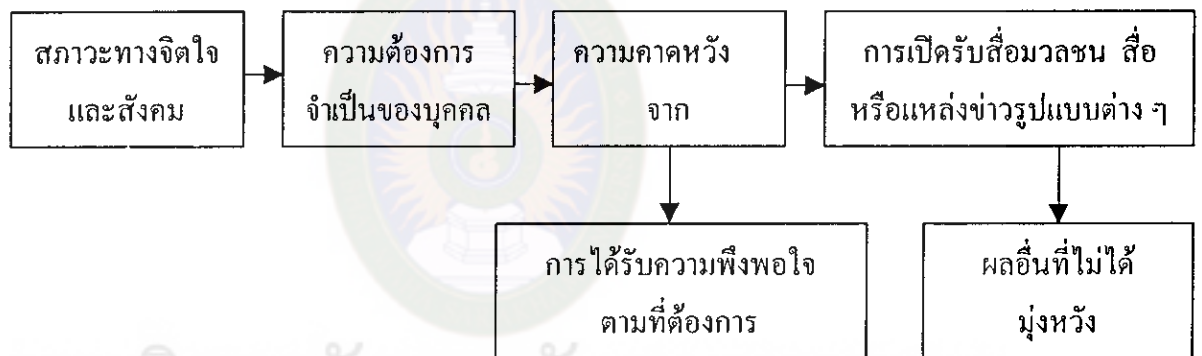 สภาวะทางจิตใจ
และสังคม
ความต้องการ
จำเป็นของบุคคล
ความคาดหวัง
จาก
การเปิดรับสื่อมวลชน สื่อ
หรือแหล่งข่าวรูปแบบต่าง ๆ
การได้รับความพึงพอใจ
ตามที่ต้องการ
ผลอื่นที่ไม่ได้
มุ่งหวัง